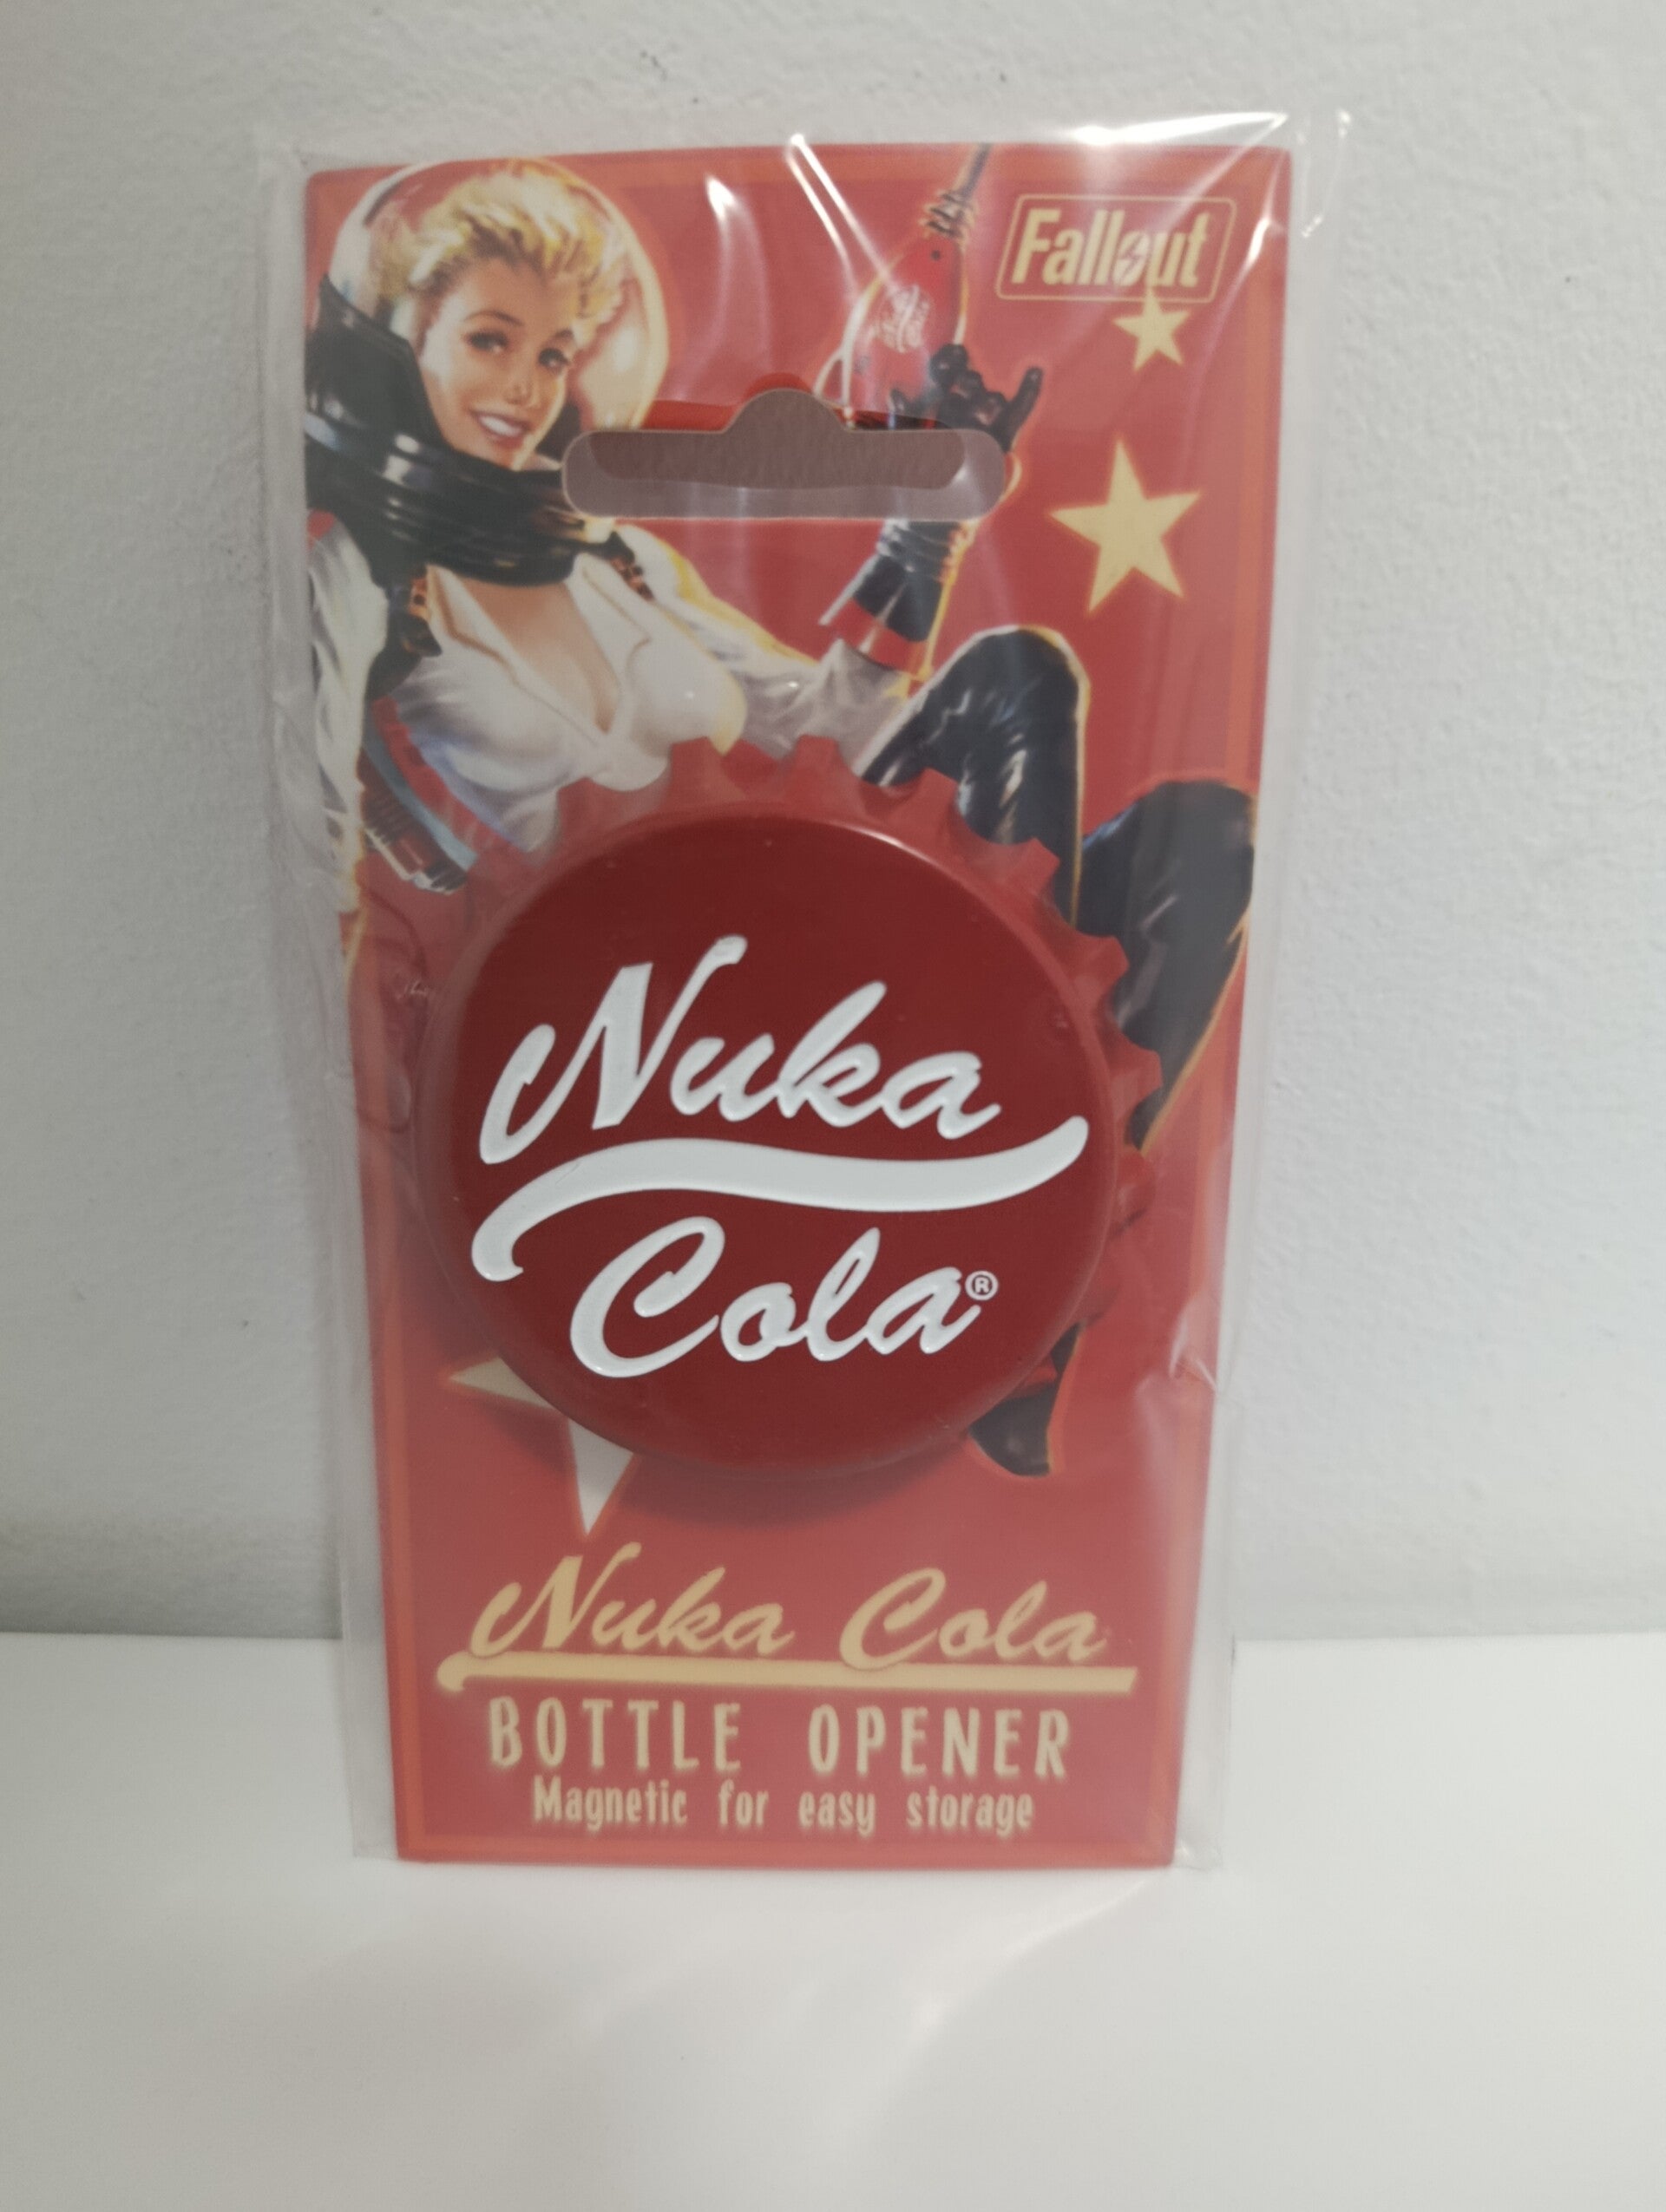 Fallout
Nuka
Cola®
Nuka Cola
BOTTLE OPENER
Magnetic for easy storage